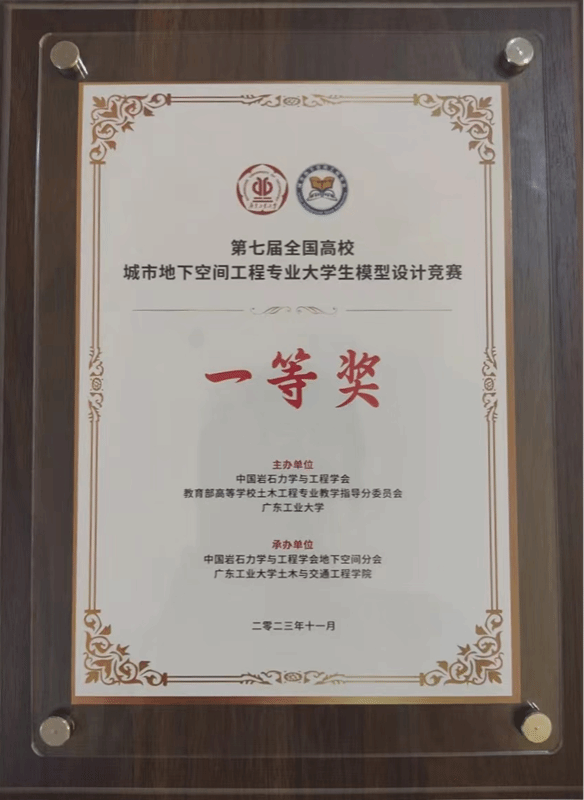 第七届全国高校
城市地下空间工程专业大学生模型设计竞赛
一等奖
主办单位
中国岩石力学与工程学会
教育部高等学校土木工程专业教学指导分委员会
广东工业大学
承办单位
中国岩石力学与工程学会地下空间分会
广东工业大学土木与交通工程学院
二零二三年十一月